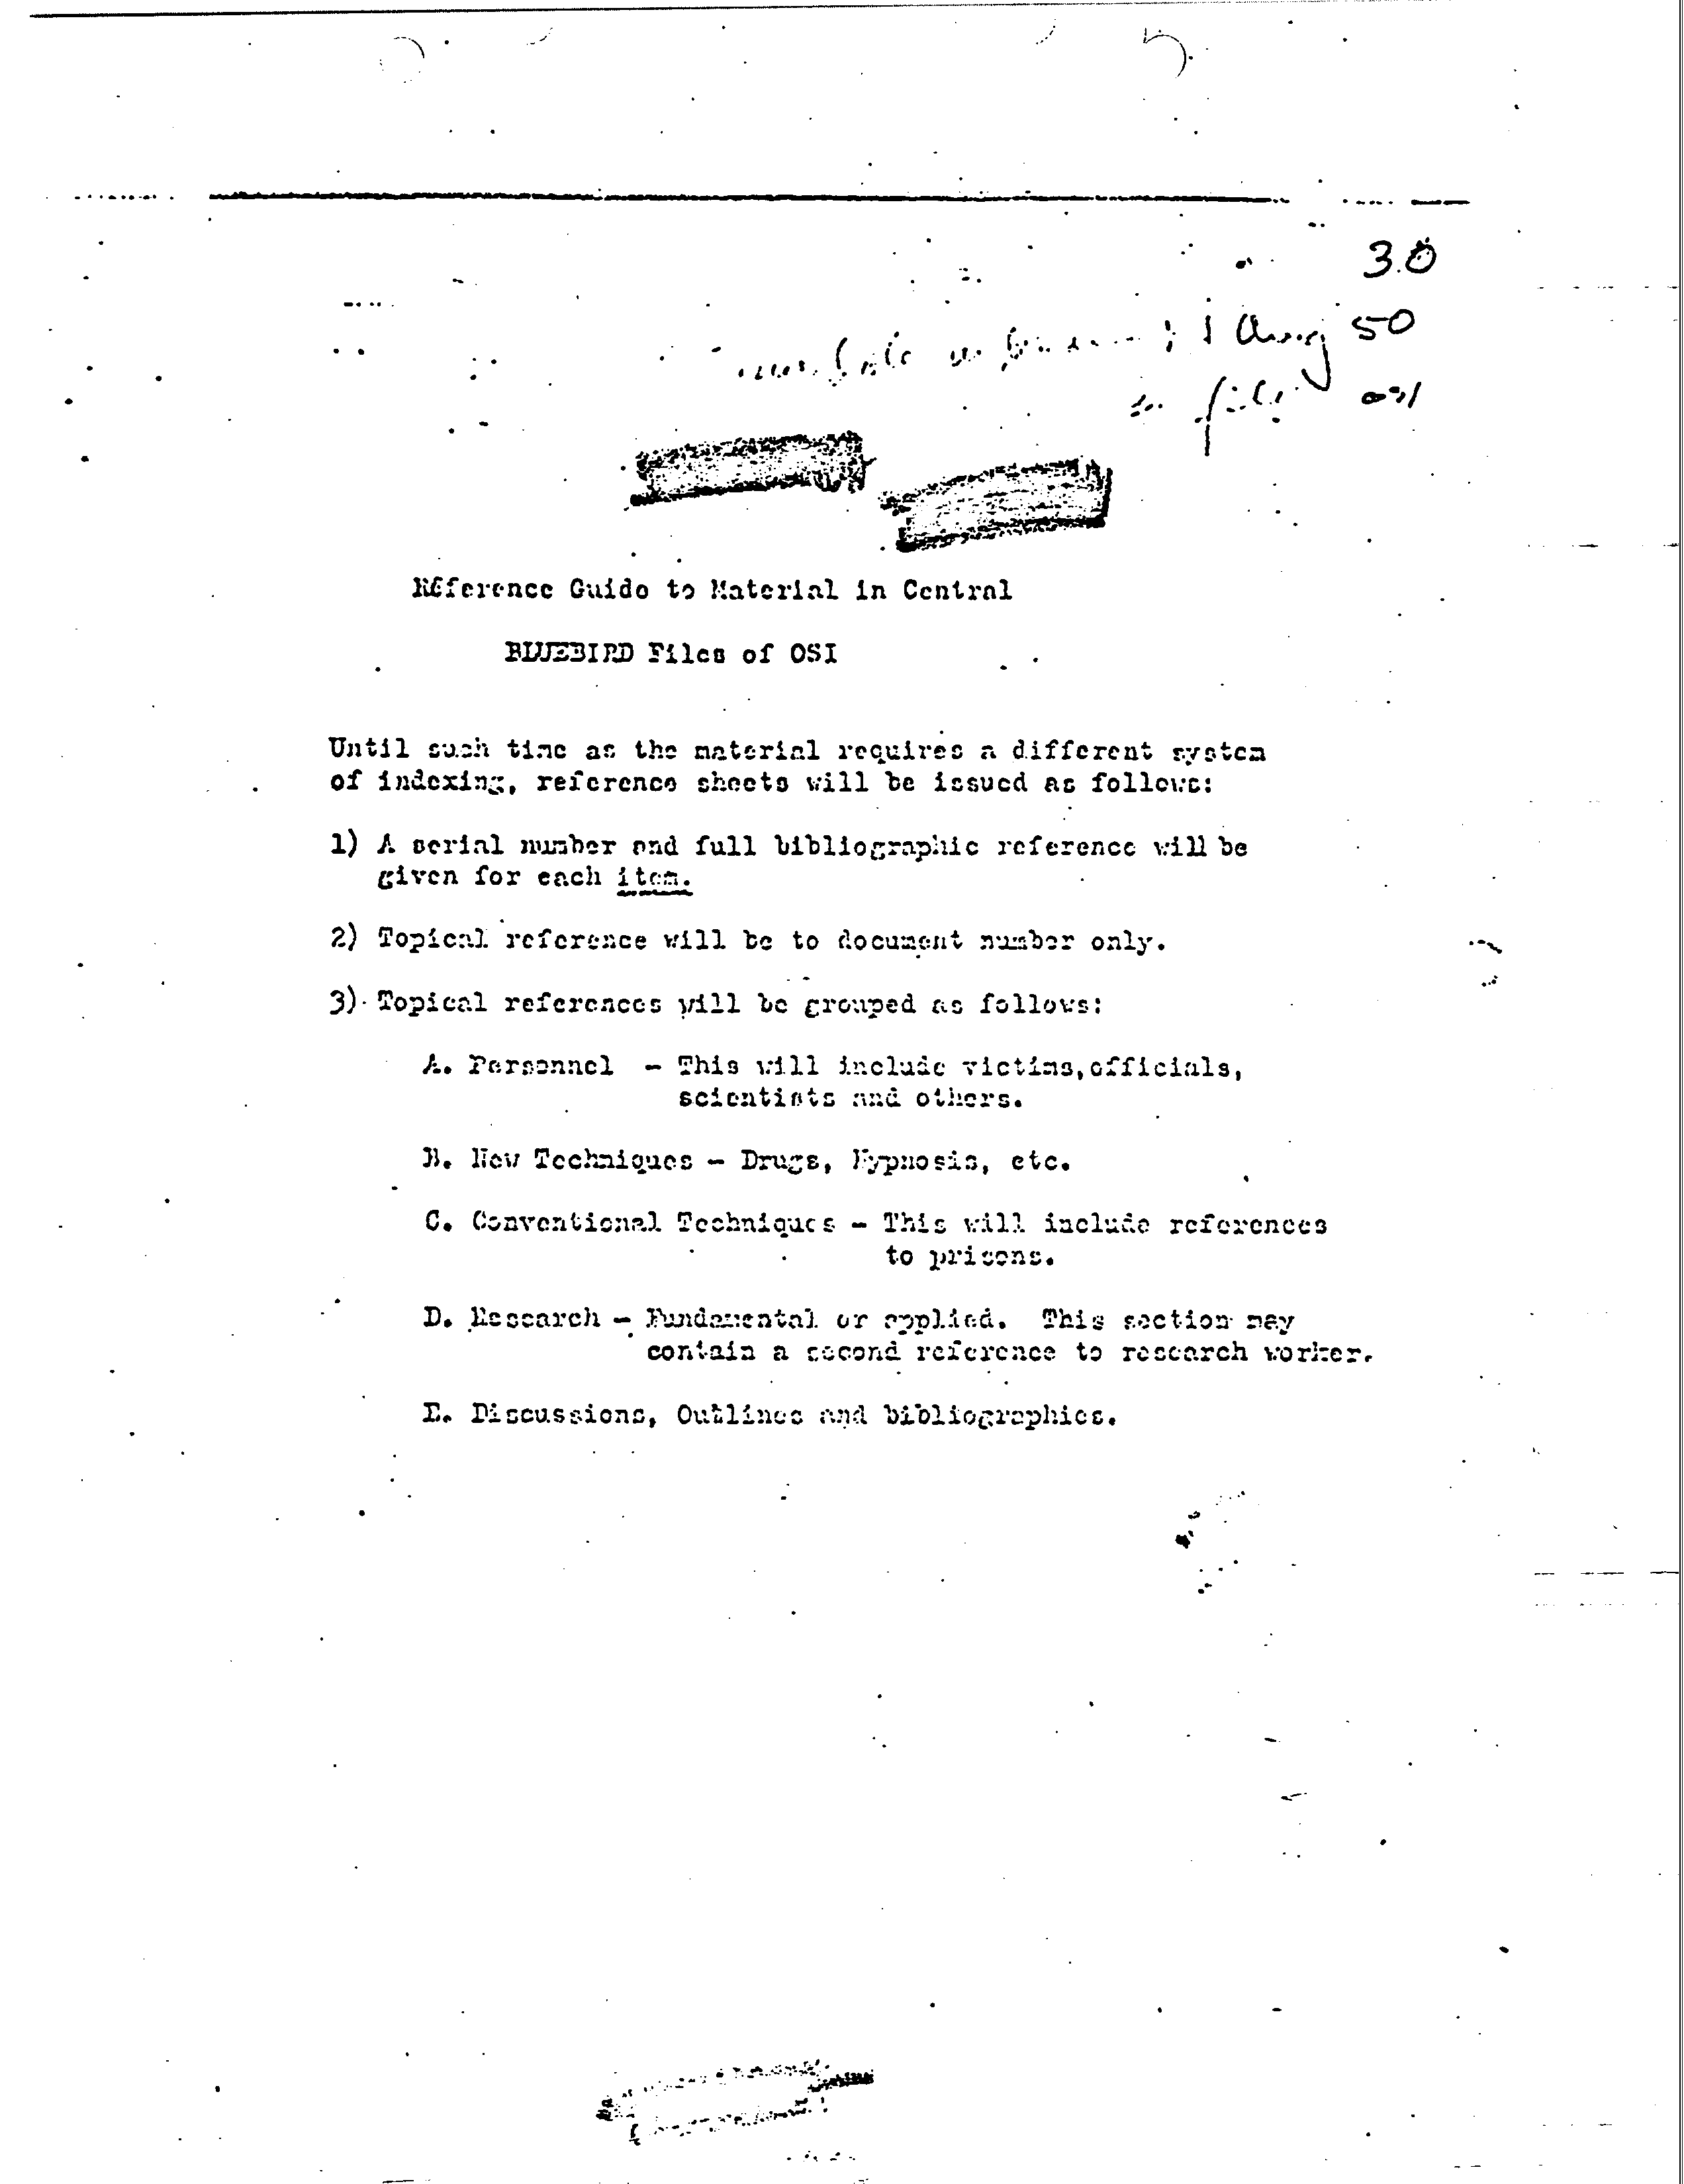 30
1 Aug 50
in file OSI
Reference Guide to Material in Central
BLUEBIRD Files of OSI
Until such time as the material requires a different system
of indexing, reference sheets will be issued as follows:
1) A serial number and full bibliographic reference will be
given for each item.
2) Topical reference will be to document number only.
3) Topical references will be grouped as follows:
A. Personnel - This will include victims,officials,
scientists and others.
B. New Techniques - Drugs, Hypnosis, etc.
C. Conventional Techniques - This will include references
to prisons.
D. Research - Fundamental or applied. This section may
contain a second reference to research worker.
E. Discussions, Outlines and bibliographies.